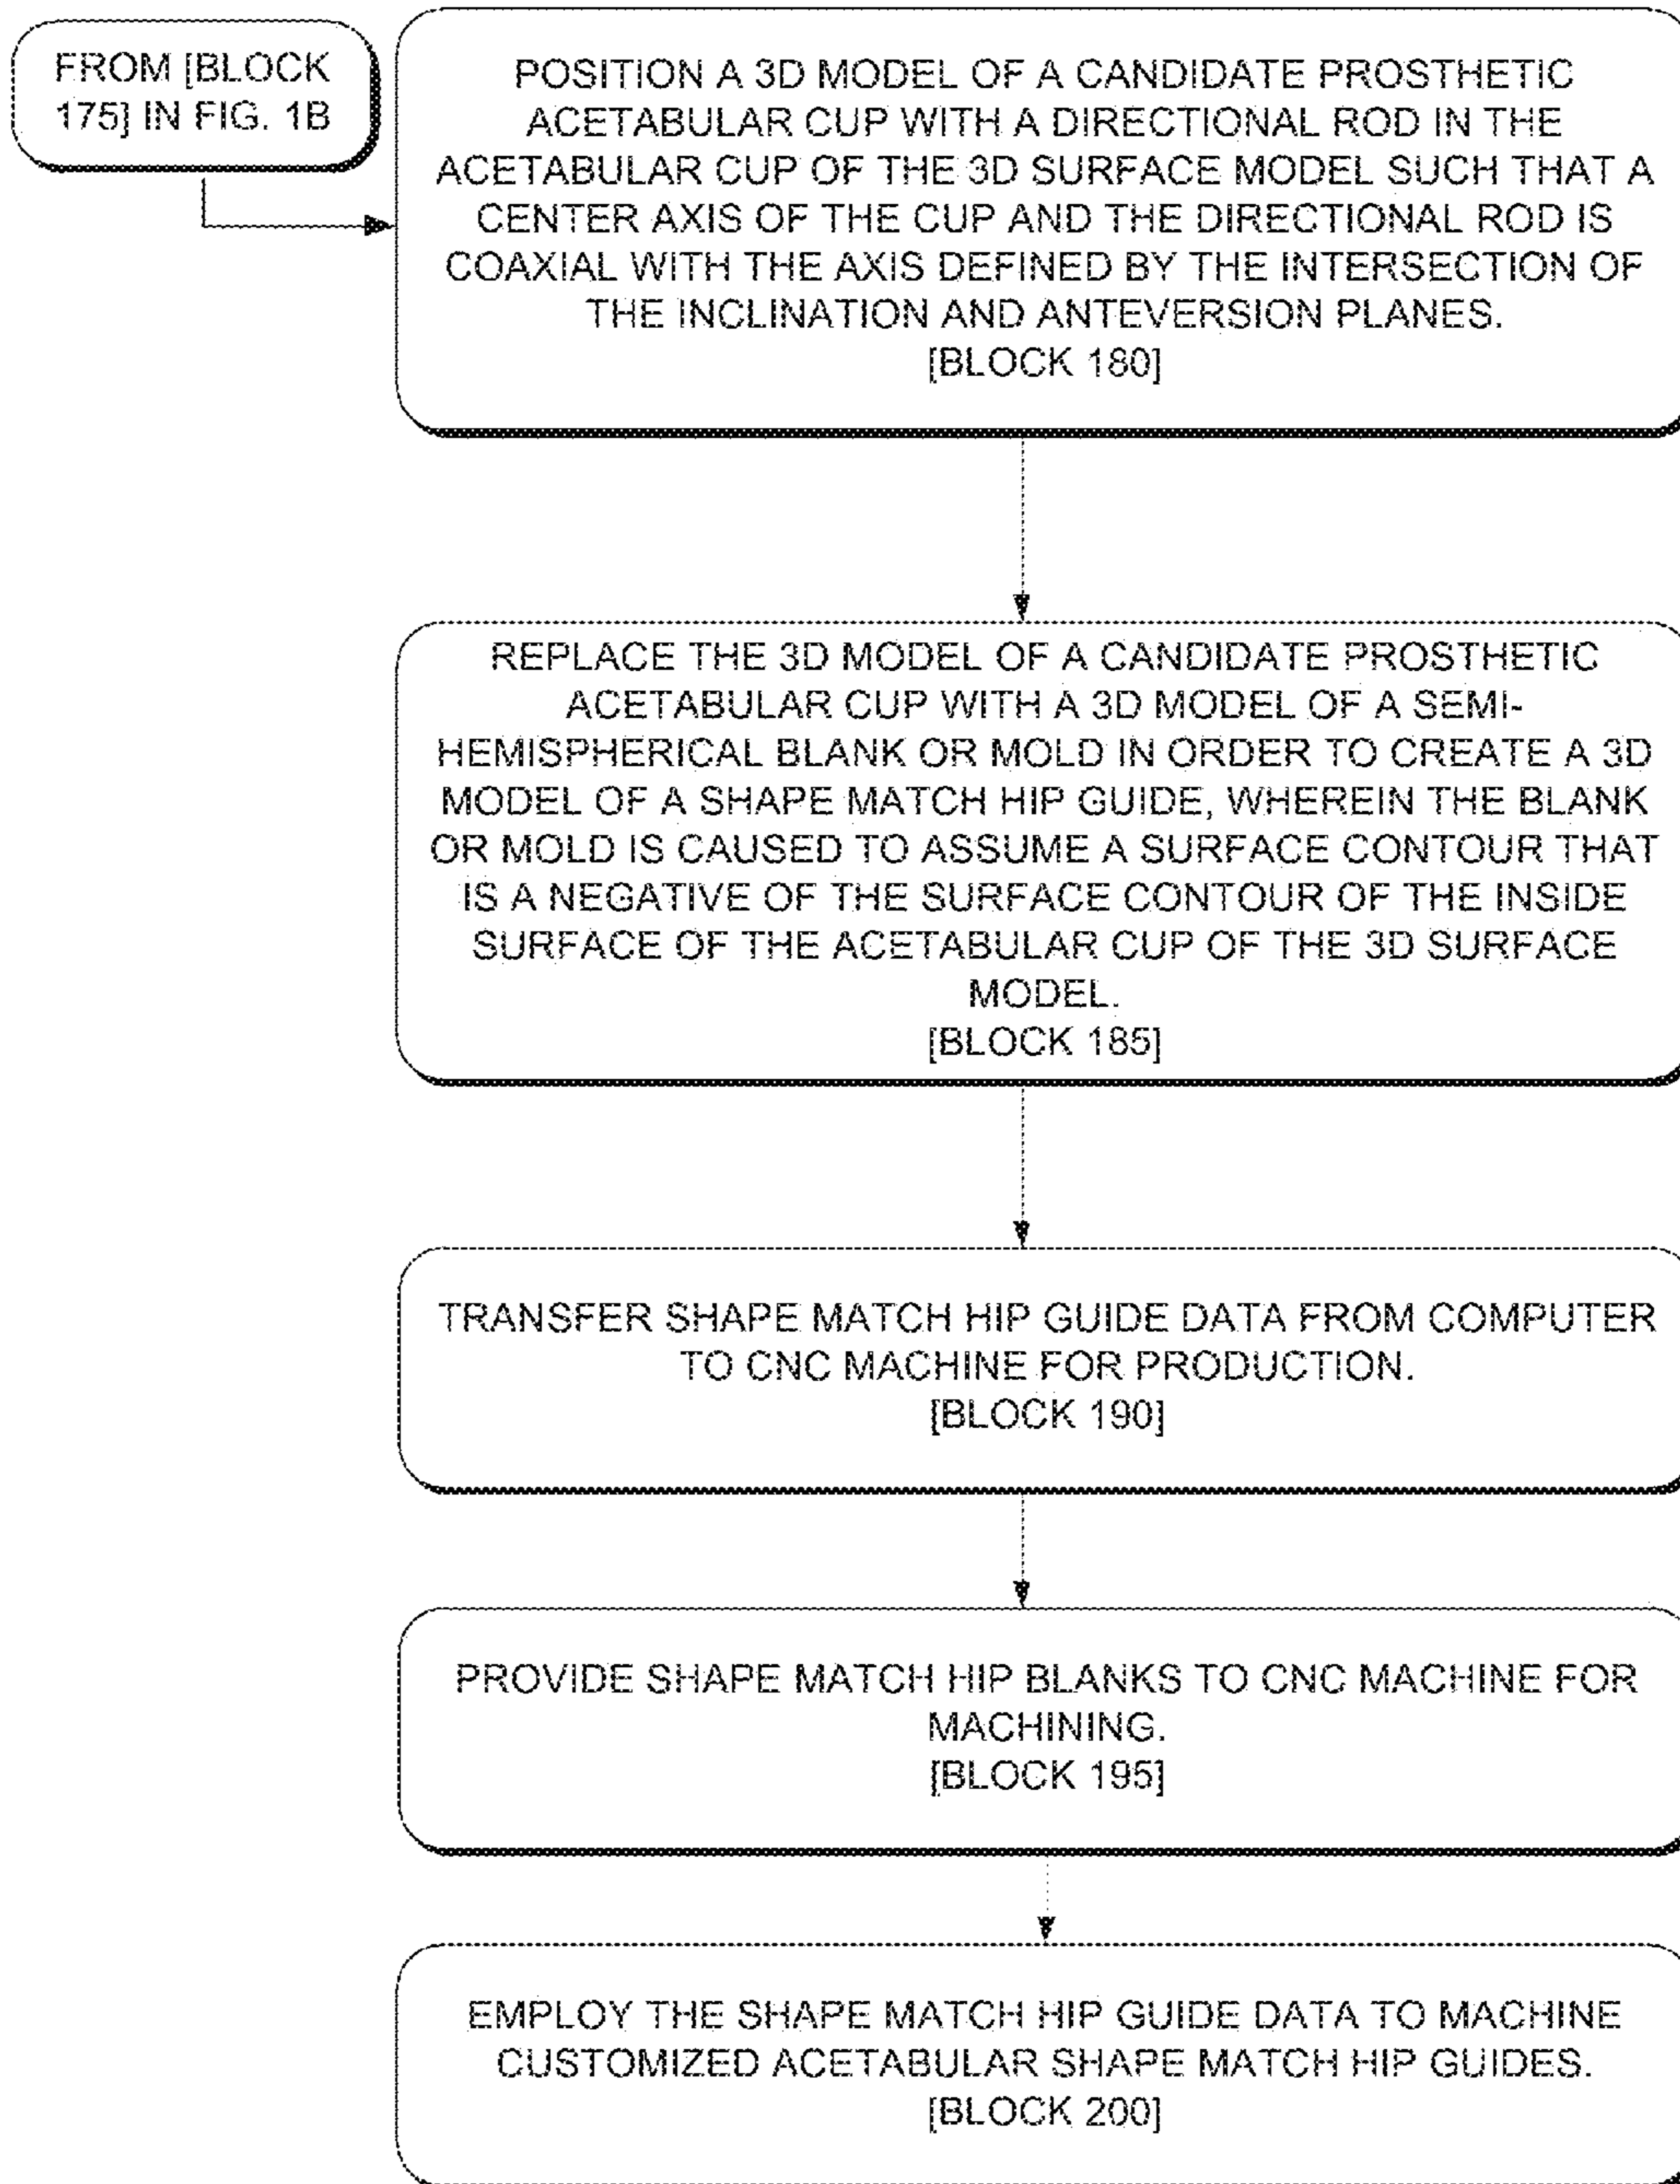 FROM [BLOCK
175] IN FIG. 1B
POSITION A 3D MODEL OF A CANDIDATE PROSTHETIC
ACETABULAR CUP WITH A DIRECTIONAL ROD IN THE
ACETABULAR CUP OF THE 3D SURFACE MODEL SUCH THAT A
CENTER AXIS OF THE CUP AND THE DIRECTIONAL ROD IS
COAXIAL WITH THE AXIS DEFINED BY THE INTERSECTION OF
THE INCLINATION AND ANTEVERSION PLANES.
[BLOCK 180]
REPLACE THE 3D MODEL OF A CANDIDATE PROSTHETIC
ACETABULAR CUP WITH A 3D MODEL OF A SEMI-
HEMISPHERICAL BLANK OR MOLD IN ORDER TO CREATE A 3D
MODEL OF A SHAPE MATCH HIP GUIDE, WHEREIN THE BLANK
OR MOLD IS CAUSED TO ASSUME A SURFACE CONTOUR THAT
IS A NEGATIVE OF THE SURFACE CONTOUR OF THE INSIDE
SURFACE OF THE ACETABULAR CUP OF THE 3D SURFACE
MODEL.
[BLOCK 185]
TRANSFER SHAPE MATCH HIP GUIDE DATA FROM COMPUTER
TO CNC MACHINE FOR PRODUCTION.
[BLOCK 190]
PROVIDE SHAPE MATCH HIP BLANKS TO CNC MACHINE FOR
MACHINING.
[BLOCK 195]
EMPLOY THE SHAPE MATCH HIP GUIDE DATA TO MACHINE
CUSTOMIZED ACETABULAR SHAPE MATCH HIP GUIDES.
[BLOCK 200]